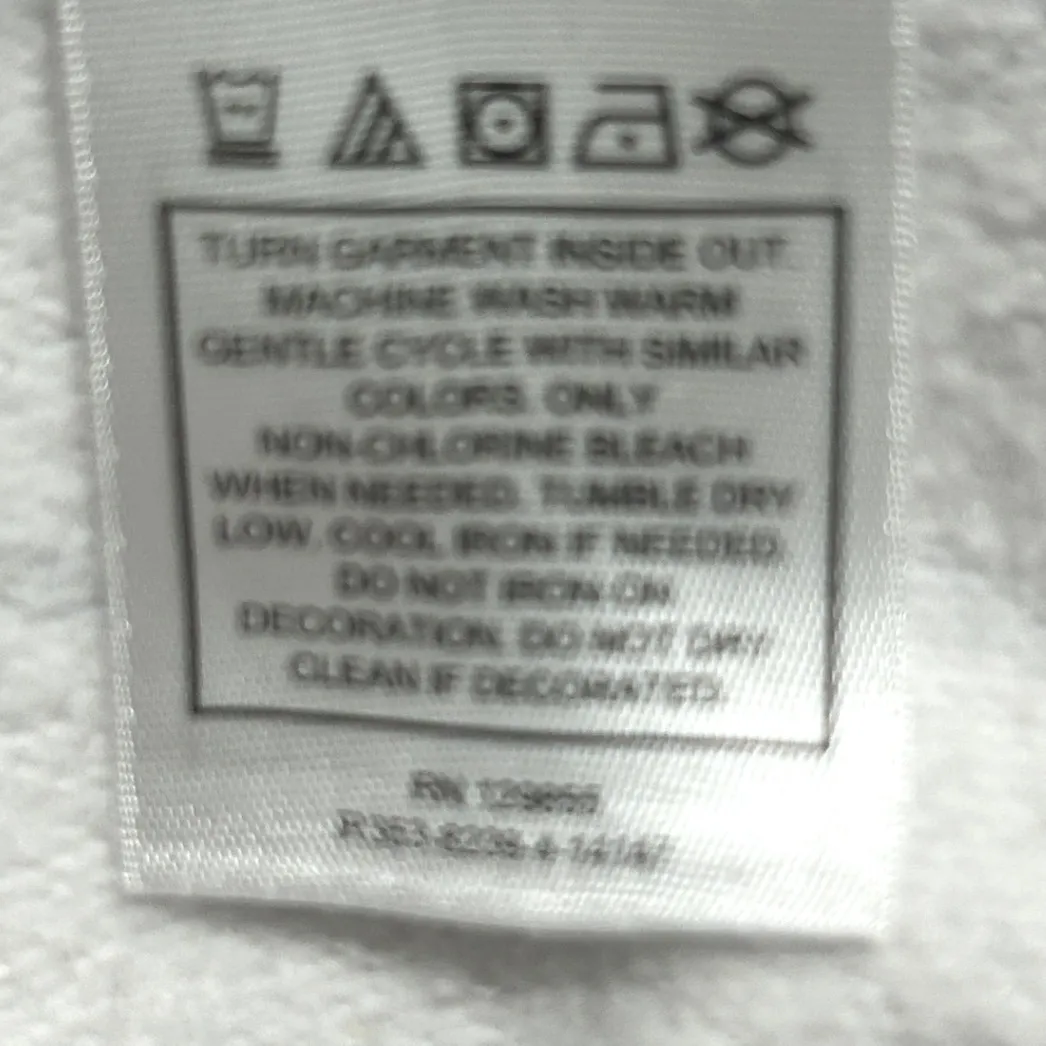 TURN GARMENT INSIDE OUT.
MACHINE WASH WARM
GENTLE CYCLE WITH SIMILAR
COLORS. ONLY
NON-CHLORINE BLEACH
WHEN NEEDED. TUMBLE DRY
LOW. COOL IRON IF NEEDED.
DO NOT IRON ON
DECORATION. DO NOT DRY
CLEAN IF DECORATED.
RN